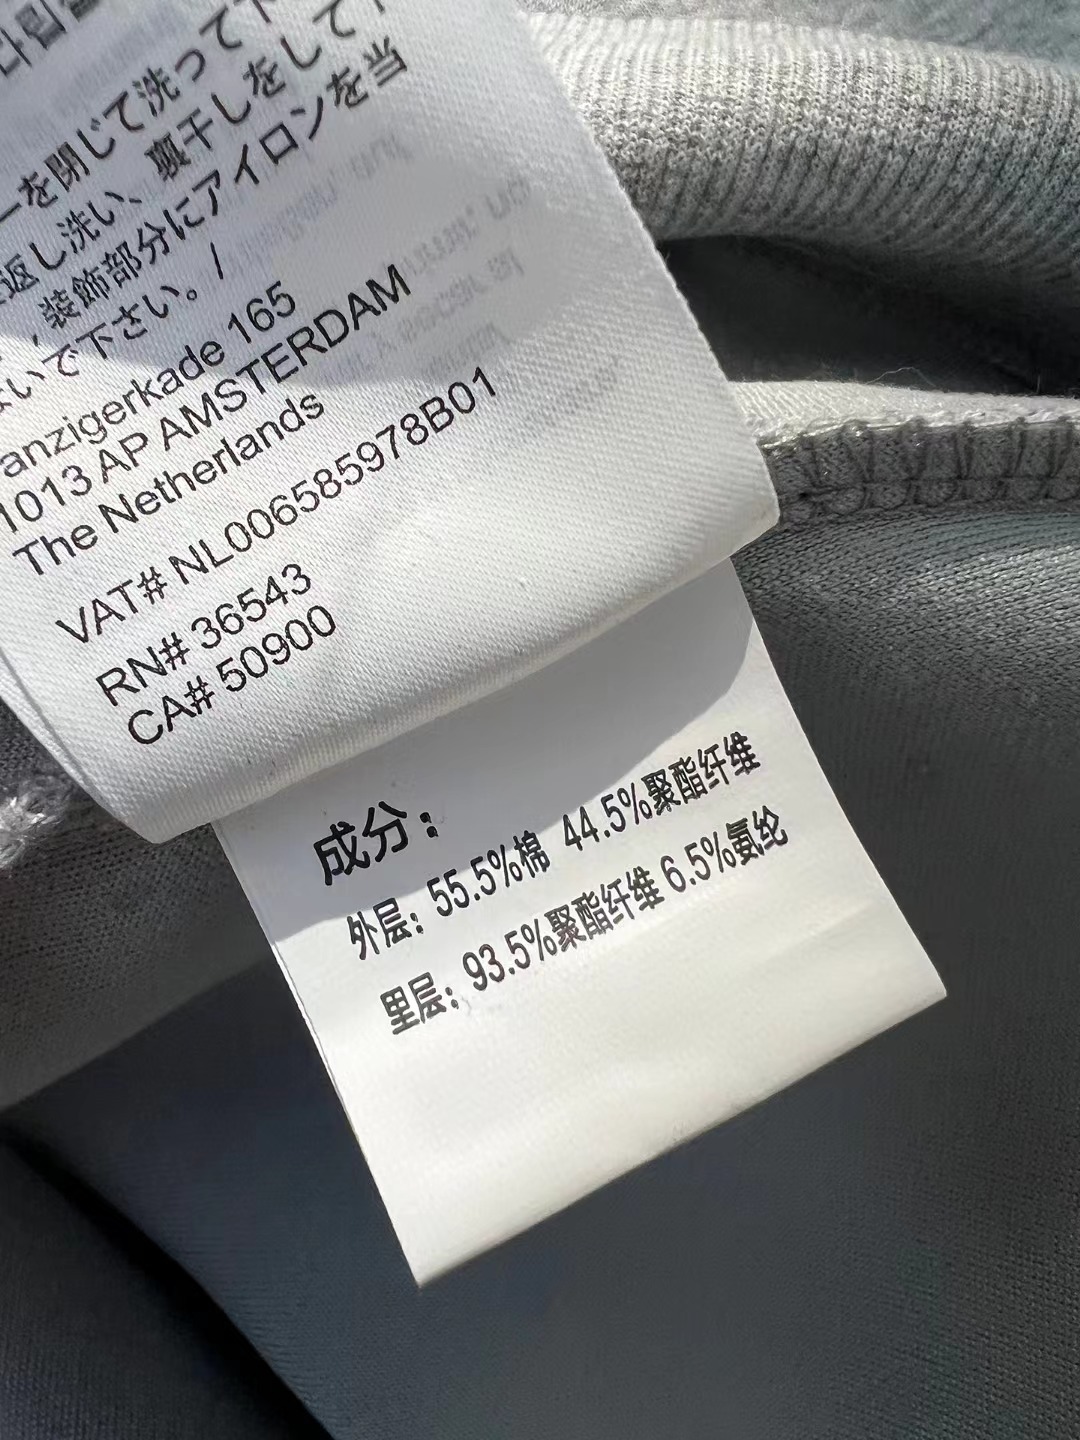 を閉じて洗って下
返し洗い、裏干しをして下
、装飾部分にアイロンを当
ないで下さい。/
anzigerkade 165
1013 AP AMSTERDAM
The Netherlands
VAT# NL006585978B01
RN# 36543
CA# 50900
成分：
外层: 55.5%棉 44.5%聚酯纤维
里层: 93.5%聚酯纤维 6.5%氨纶